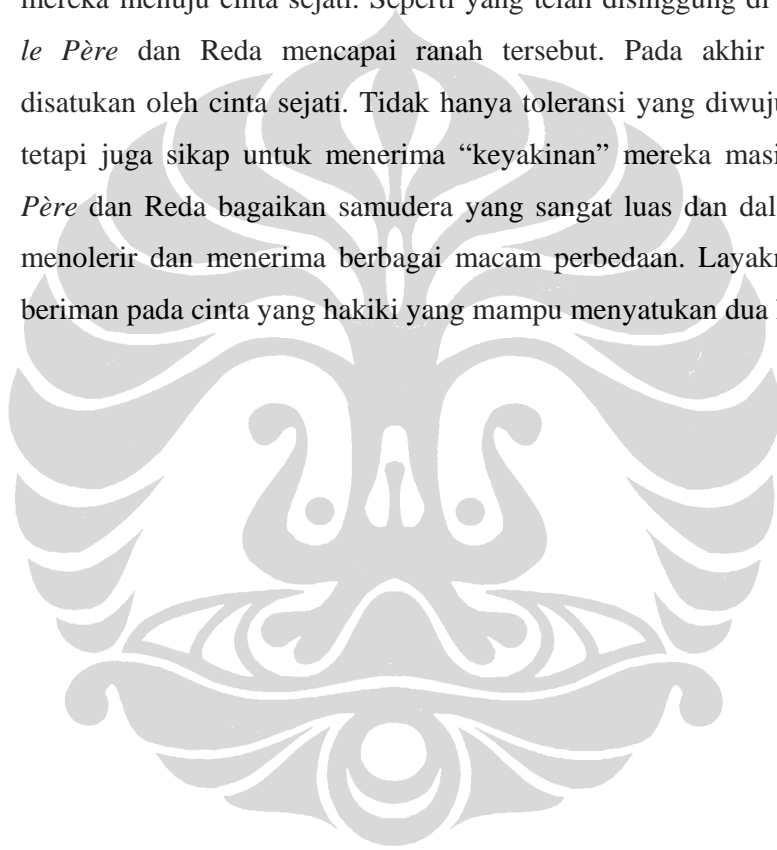 mereka menuju cinta sejati. Seperti yang telah disinggung di
le Père dan Reda mencapai ranah tersebut. Pada akhir
disatukan oleh cinta sejati. Tidak hanya toleransi yang diwuju
tetapi juga sikap untuk menerima “keyakinan” mereka masi
Père dan Reda bagaikan samudera yang sangat luas dan dal
menolerir dan menerima berbagai macam perbedaan. Layakn
beriman pada cinta yang hakiki yang mampu menyatukan dua